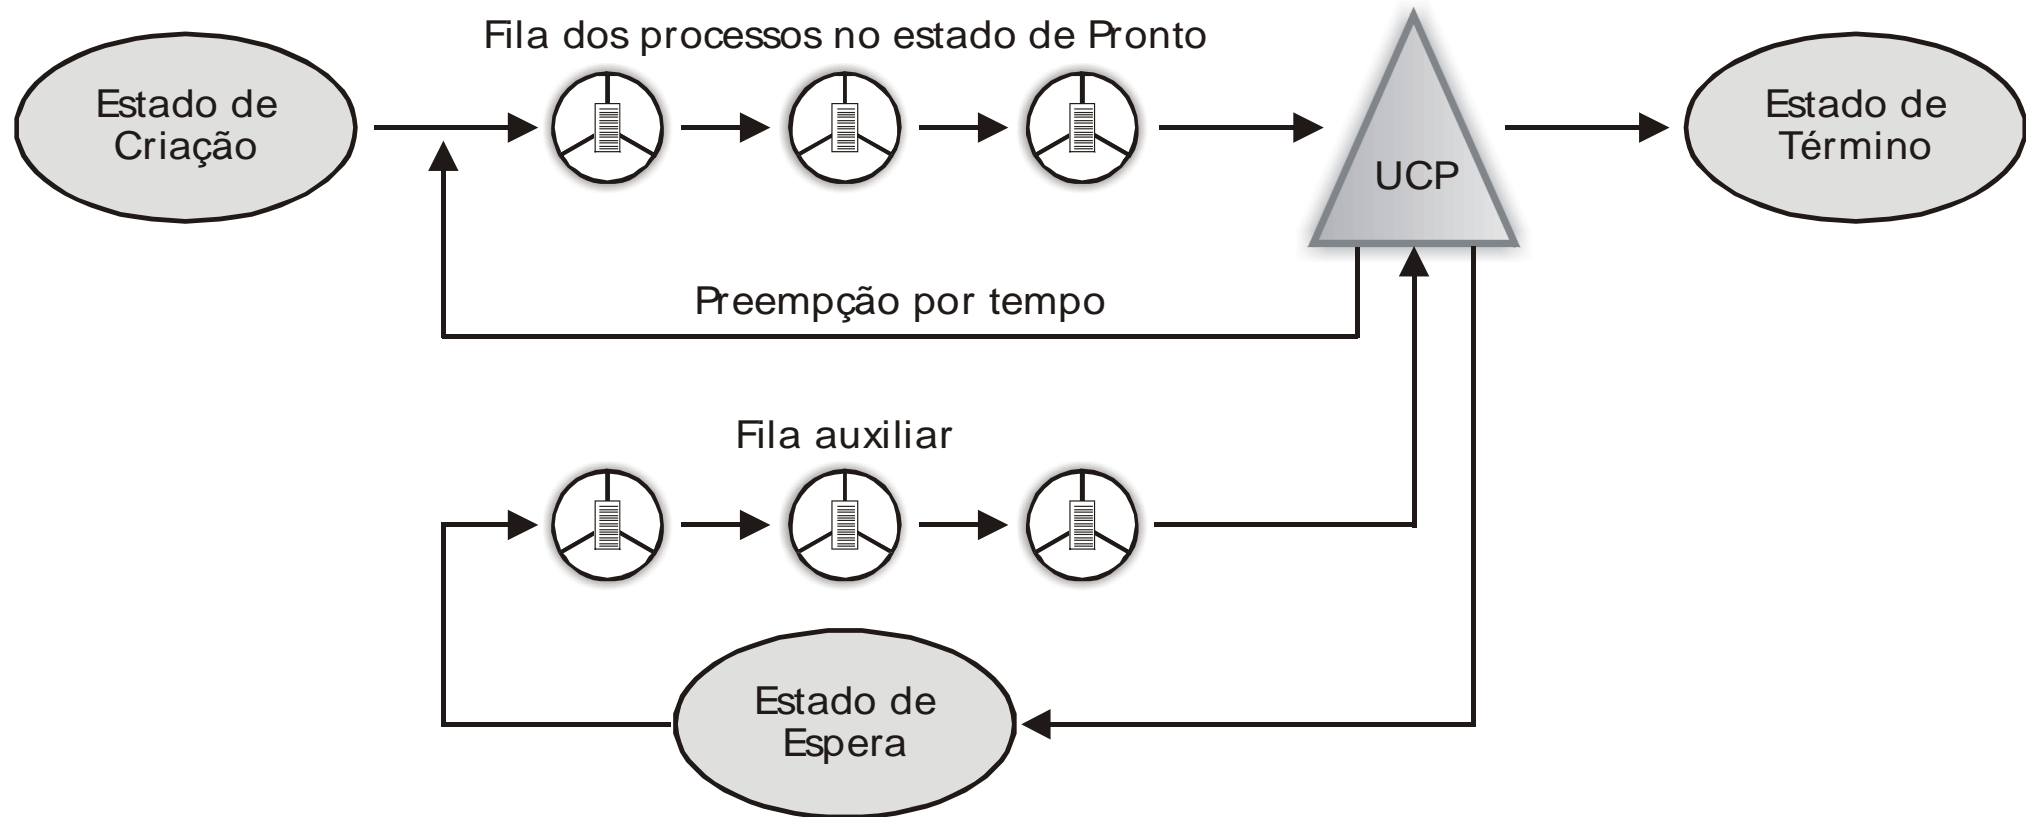 Fila dos processos no estado de Pronto
Estado de
Criação
UCP
Estado de
Término
Preempção por tempo
Fila auxiliar
Estado de
Espera